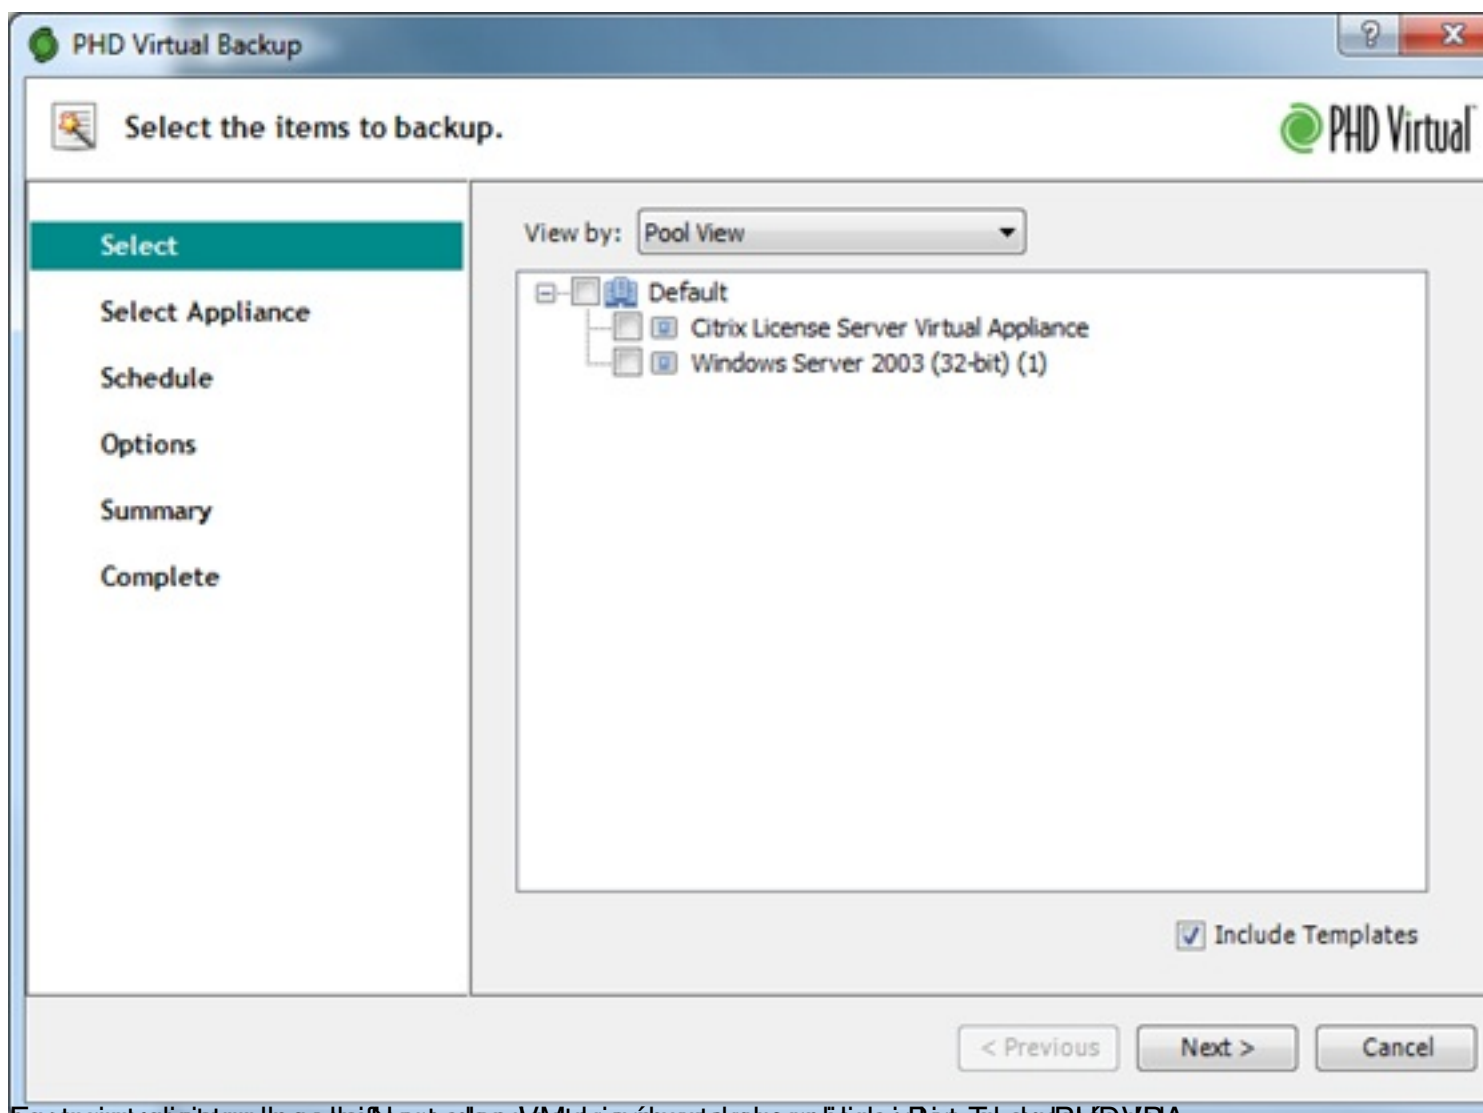 PHD Virtual Backup
Select the items to backup.
PHD Virtual
Select
Select Appliance
Schedule
Options
Summary
Complete
View by: Pool View
Default
Citrix License Server Virtual Appliance
Windows Server 2003 (32-bit) (1)
Include Templates
< Previous
Next >
Cancel